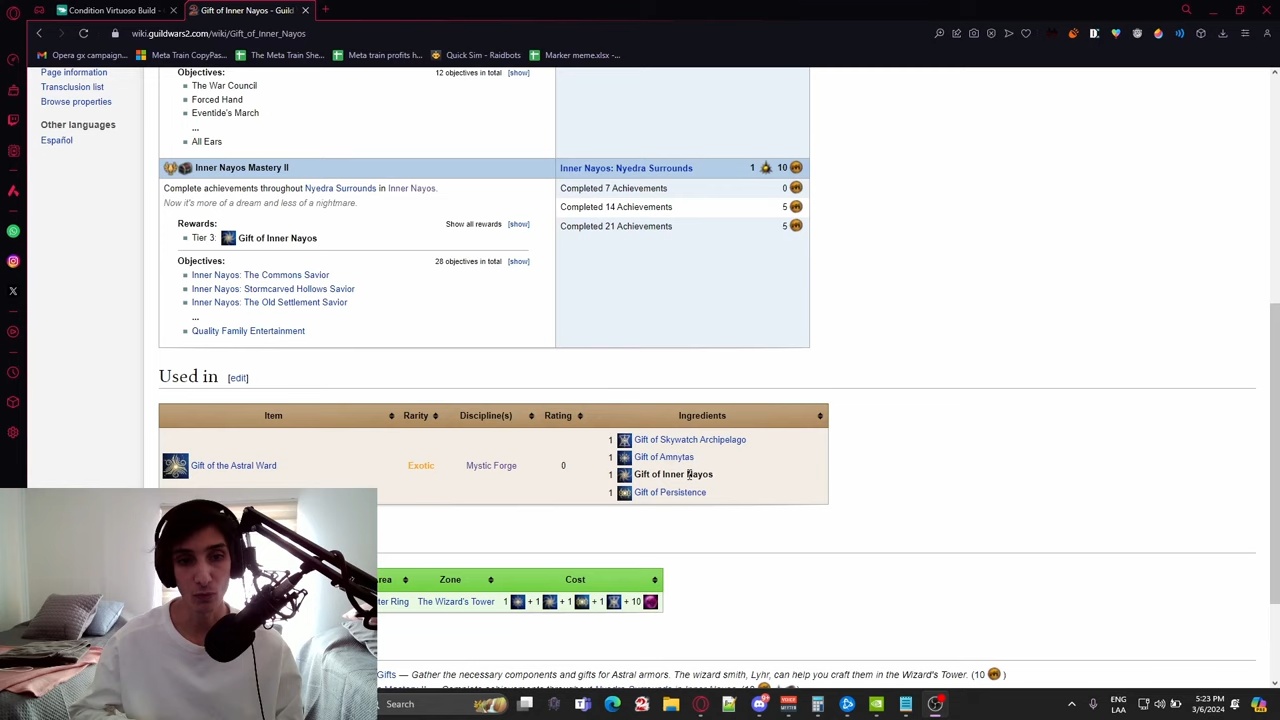 Condition Virtuoso Build -
Gift of Inner Nayos - Guild
wiki.guildwars2.com/wiki/Gift_of_Inner_Nayos
Opera gx campaign...
Meta Train CopyPas...
The Meta Train She...
Meta train profits h...
Quick Sim - Raidbots
Marker meme.xlsx -...
Page information
Transclusion list
Browse properties
Other languages
Español
Objectives:
12 objectives in total [show]
The War Council
Forced Hand
Eventide's March
...
All Ears
Inner Nayos Mastery II
Inner Nayos: Nyedra Surrounds
1
10
Complete achievements throughout Nyedra Surrounds in Inner Nayos.
Now it's more of a dream and less of a nightmare.
Completed 7 Achievements 0
Completed 14 Achievements 5
Completed 21 Achievements 5
Rewards:
Show all rewards [show]
Tier 3: Gift of Inner Nayos
Objectives:
28 objectives in total [show]
Inner Nayos: The Commons Savior
Inner Nayos: Stormcarved Hollows Savior
Inner Nayos: The Old Settlement Savior
...
Quality Family Entertainment
Used in [edit]
Item Rarity Discipline(s) Rating Ingredients
Gift of the Astral Ward Exotic Mystic Forge 0
1 Gift of Skywatch Archipelago
1 Gift of Amnytas
1 Gift of Inner Nayos
1 Gift of Persistence
Zone Cost
ter Ring The Wizard's Tower 1 + 1 + 1 + 1 + 10
Gifts — Gather the necessary components and gifts for Astral armors. The wizard smith, Lyhr, can help you craft them in the Wizard's Tower. (10 )
Search
ENG
LAA
5:23 PM
3/6/2024